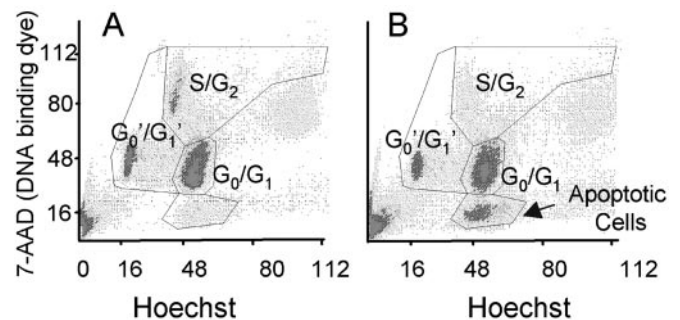 A
B
7-AAD (DNA binding dye)
112
80
48
16
S/G₂
G₀'/G₁'
G₀/G₁
0 16 48 80 112
Hoechst
S/G₂
G₀'/G₁'
G₀/G₁
Apoptotic
Cells
16 48 80 112
Hoechst